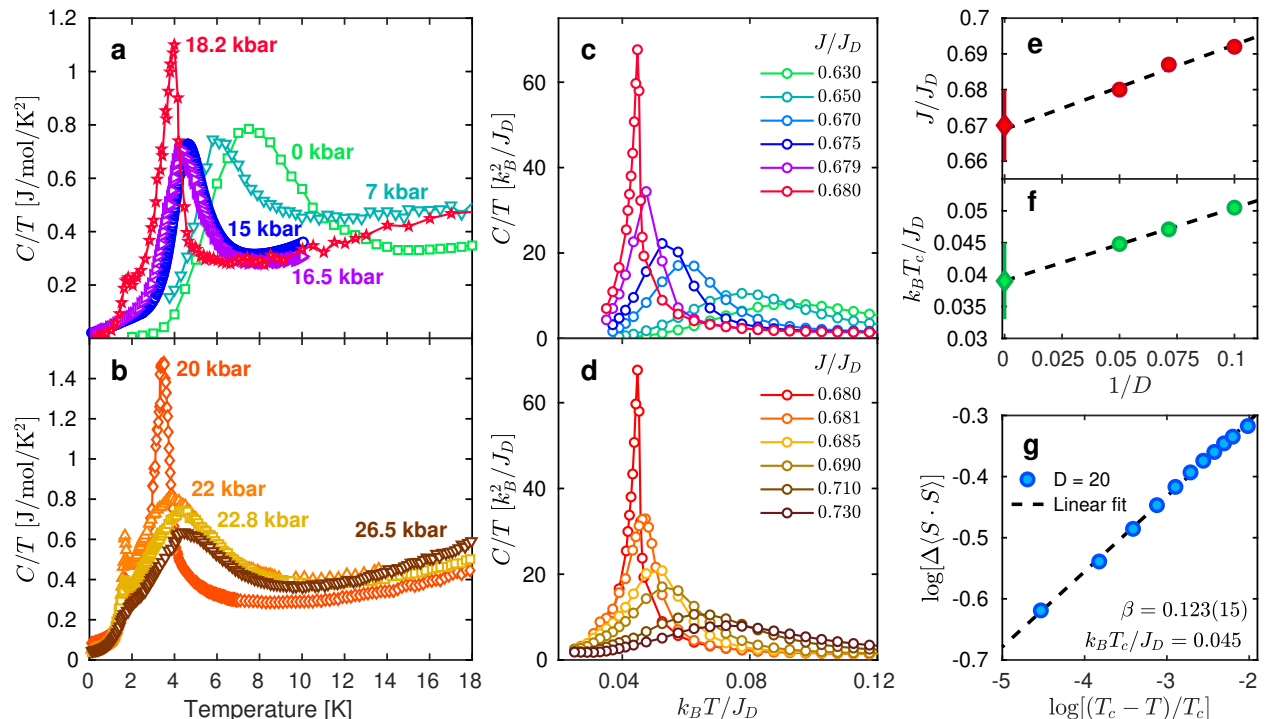 a
18.2 kbar
0 kbar
7 kbar
15 kbar
16.5 kbar
C/T [J/mol/K²]
1.2
1
0.8
0.6
0.4
0.2
b
20 kbar
22 kbar
22.8 kbar
26.5 kbar
C/T [J/mol/K²]
1.4
1.2
1
0.8
0.6
0.4
0.2
0
0 2 4 6 8 10 12 14 16 18
Temperature [K]
c
J/J_D
0.630
0.650
0.670
0.675
0.679
0.680
C/T [k_B²/J_D]
60
40
20
0
d
J/J_D
0.680
0.681
0.685
0.690
0.710
0.730
C/T [k_B²/J_D]
60
40
20
0
0.04 0.06 0.08 0.10 0.12
k_BT/J_D
e
J/J_D
0.7
0.69
0.68
0.67
0.66
f
k_BT_c/J_D
0.05
0.04
0.05
0.04
0.03
0 0.025 0.05 0.075 0.1
1/D
g
D = 20
Linear fit
β = 0.123(15)
k_BT_c/J_D = 0.045
log[Δ⟨S · S⟩]
-0.3
-0.4
-0.5
-0.6
-0.7
-5 -4 -3 -2
log[(T_c − T)/T_c]